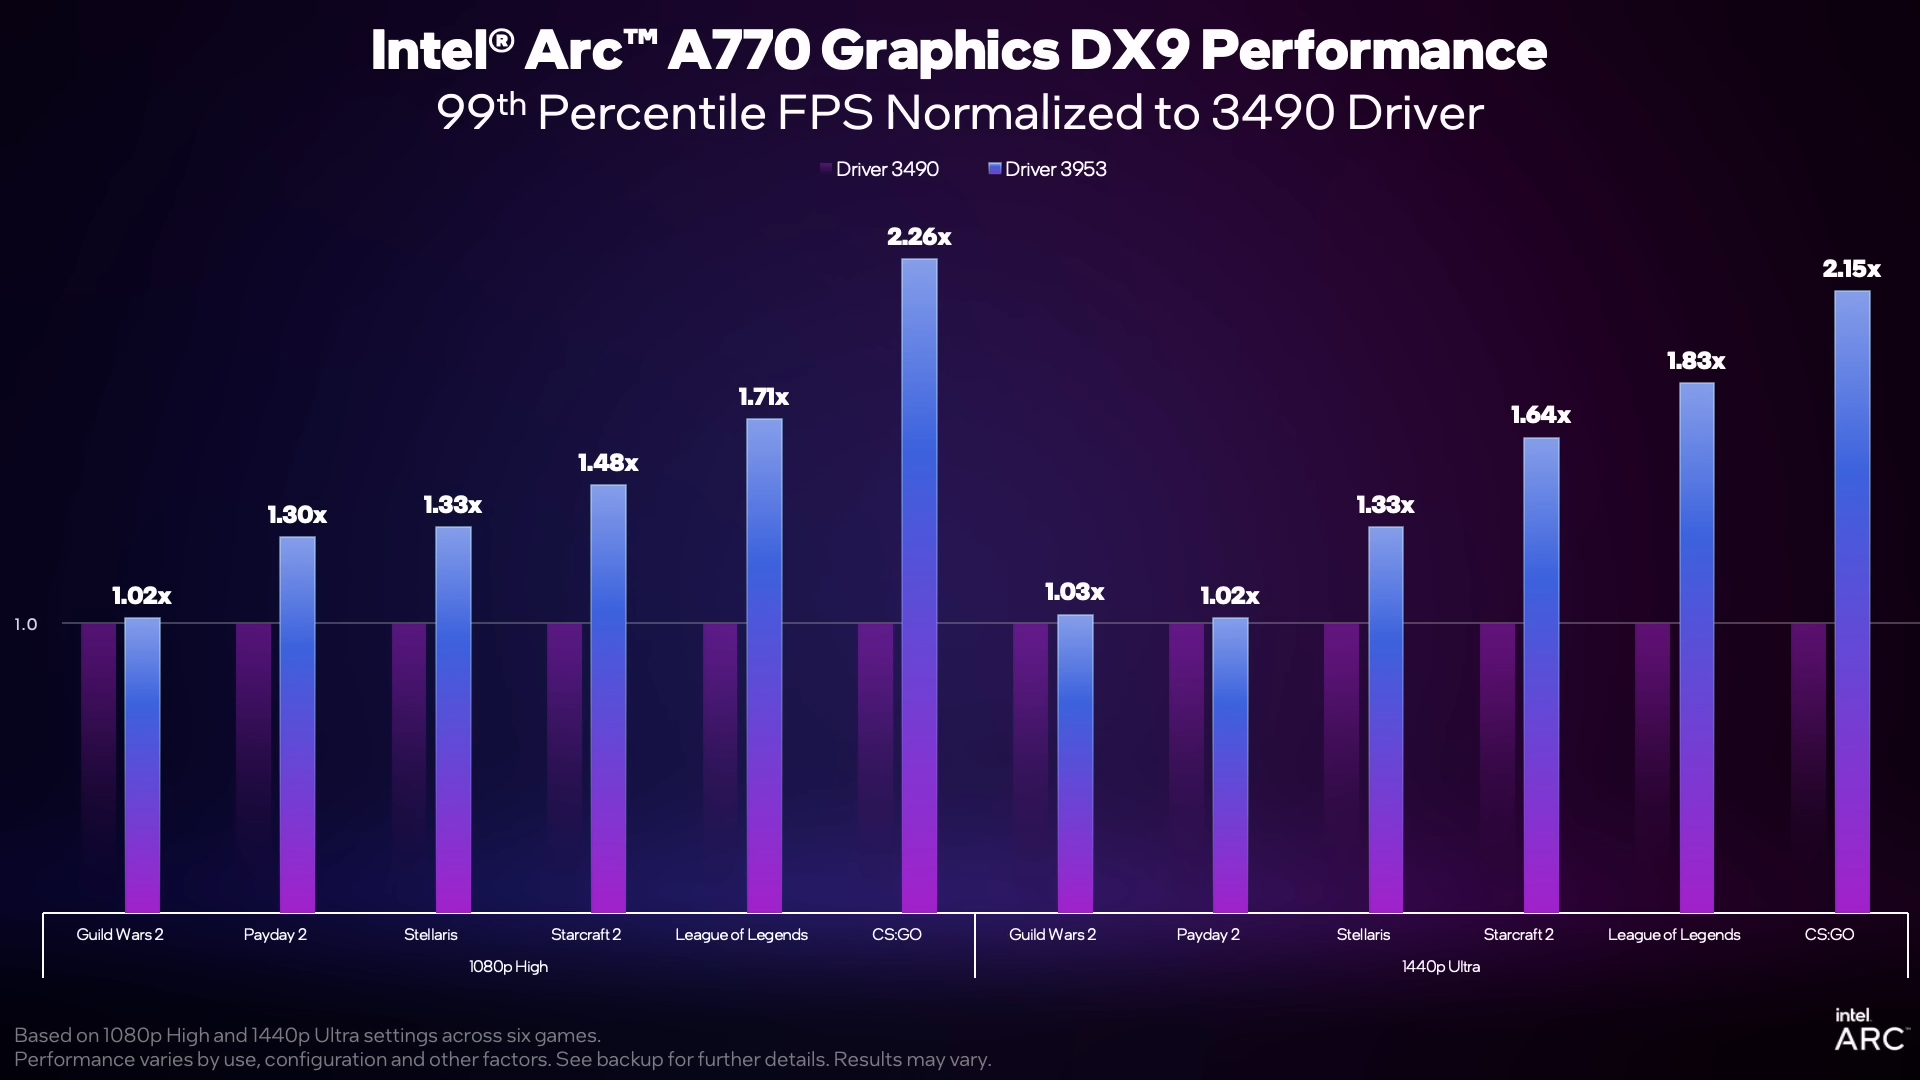 Intel® Arc™ A770 Graphics DX9 Performance
99th Percentile FPS Normalized to 3490 Driver
Driver 3490 Driver 3953
2.26x
2.15x
1.83x
1.71x
1.64x
1.48x
1.33x
1.33x
1.30x
1.03x
1.02x
1.02x
1.0
Guild Wars 2 Payday 2 Stellaris Starcraft 2 League of Legends CS:GO Guild Wars 2 Payday 2 Stellaris Starcraft 2 League of Legends CS:GO
1080p High 1440p Ultra
Based on 1080p High and 1440p Ultra settings across six games.
Performance varies by use, configuration and other factors. See backup for further details. Results may vary.
intel.
ARC™